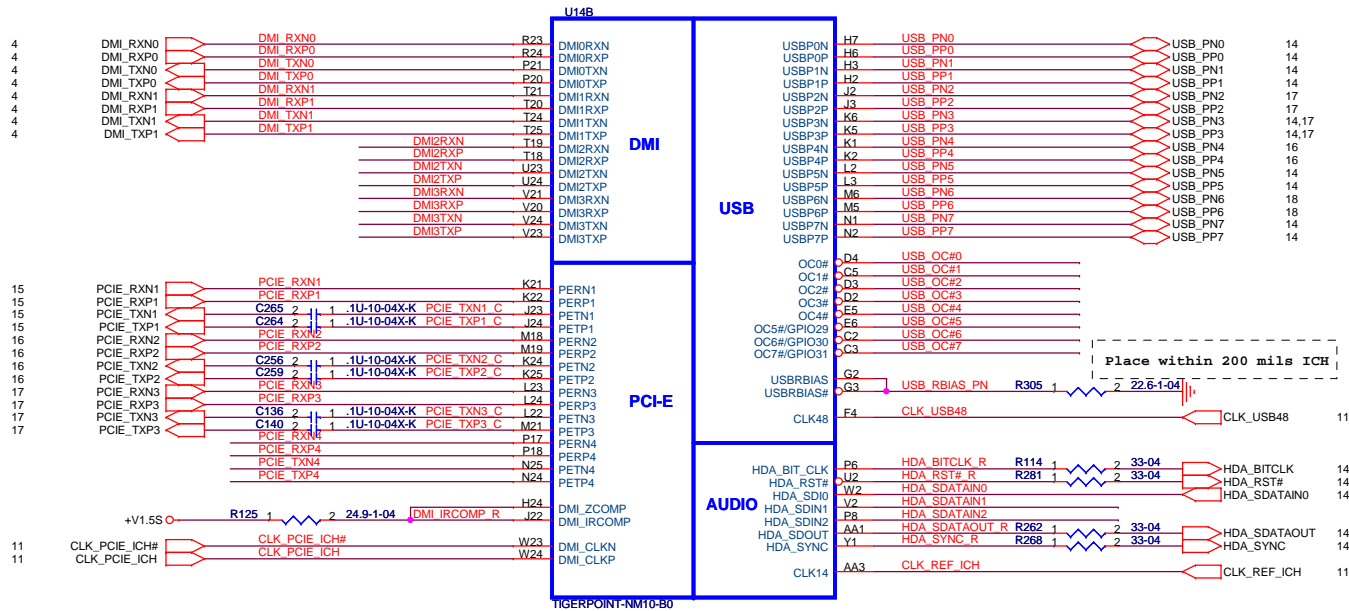 U14B
4 DMI_RXN0 DMI_RXN0 R23 DMI0RXN USBP0N H7 USB_PN0 USB_PN0 14
4 DMI_RXP0 DMI_RXP0 R24 DMI0RXP USBP0P H6 USB_PP0 USB_PP0 14
4 DMI_TXN0 DMI_TXN0 P21 DMI0TXN USBP1N H3 USB_PN1 USB_PN1 14
4 DMI_TXP0 DMI_TXP0 P20 DMI0TXP USBP1P H2 USB_PP1 USB_PP1 14
4 DMI_RXN1 DMI_RXN1 T21 DMI1RXN USBP2N J2 USB_PN2 USB_PN2 17
4 DMI_RXP1 DMI_RXP1 T20 DMI1RXP USBP2P J3 USB_PP2 USB_PP2 17
4 DMI_TXN1 DMI_TXN1 T24 DMI1TXN USBP3N K6 USB_PN3 USB_PN3 14,17
4 DMI_TXP1 DMI_TXP1 T25 DMI1TXP USBP3P K5 USB_PP3 USB_PP3 14,17
DMI2RXN T19 DMI2RXN DMI USBP4N K1 USB_PN4 USB_PN4 16
DMI2RXP T18 DMI2RXP USBP4P K2 USB_PP4 USB_PP4 16
DMI2TXN U23 DMI2TXN USBP5N L2 USB_PN5 USB_PN5 14
DMI2TXP U24 DMI2TXP USBP5P L3 USB_PP5 USB_PP5 14
DMI3RXN V21 DMI3RXN USBP6N M6 USB_PN6 USB_PN6 18
DMI3RXP V20 DMI3RXP USB USBP6P M5 USB_PP6 USB_PP6 18
DMI3TXN V24 DMI3TXN USBP7N N1 USB_PN7 USB_PN7 14
DMI3TXP V23 DMI3TXP USBP7P N2 USB_PP7 USB_PP7 14
OC0# D4 USB_OC#0
OC1# C5 USB_OC#1
15 PCIE_RXN1 PCIE_RXN1 K21 PERN1 OC2# D3 USB_OC#2
15 PCIE_RXP1 PCIE_RXP1 K22 PERP1 OC3# D2 USB_OC#3
15 PCIE_TXN1 C265 2 1 .1U-10-04X-K PCIE_TXN1_C J23 PETN1 OC4# E5 USB_OC#4
15 PCIE_TXP1 C264 2 1 .1U-10-04X-K PCIE_TXP1_C J24 PETP1 OC5#/GPIO29 E6 USB_OC#5
16 PCIE_RXN2 PCIE_RXN2 M18 PERN2 OC6#/GPIO30 C2 USB_OC#6
16 PCIE_RXP2 PCIE_RXP2 M19 PERP2 OC7#/GPIO31 C3 USB_OC#7
Place within 200 mils ICH
16 PCIE_TXN2 C256 2 1 .1U-10-04X-K PCIE_TXN2_C K24 PETN2
16 PCIE_TXP2 C259 2 1 .1U-10-04X-K PCIE_TXP2_C K25 PETP2 USBRBIAS G2
17 PCIE_RXN3 PCIE_RXN3 L23 PERN3 USBRBIAS# G3 USB_RBIAS_PN R305 1 2 22.6-1-04
17 PCIE_RXP3 PCIE_RXP3 L24 PERP3 PCI-E
17 PCIE_TXN3 C136 2 1 .1U-10-04X-K PCIE_TXN3_C L22 PETN3 CLK48 F4 CLK_USB48 CLK_USB48 11
17 PCIE_TXP3 C140 2 1 .1U-10-04X-K PCIE_TXP3_C M21 PETP3
PCIE_RXN4 P17 PERN4
PCIE_RXP4 P18 PERP4
PCIE_TXN4 N25 PETN4 HDA_BIT_CLK P6 HDA_BITCLK_R R114 1 2 33-04 HDA_BITCLK 14
PCIE_TXP4 N24 PETP4 HDA_RST# U2 HDA_RST#_R R281 1 2 33-04 HDA_RST# 14
HDA_SDI0 W2 HDA_SDATAIN0 HDA_SDATAIN0 14
H24 DMI_ZCOMP AUDIO HDA_SDIN1 V2 HDA_SDATAIN1
+V1.5S R125 1 2 24.9-1-04 DMI_IRCOMP_R J22 DMI_IRCOMP HDA_SDIN2 P8 HDA_SDATAIN2
HDA_SDOUT AA1 HDA_SDATAOUT_R R262 1 2 33-04 HDA_SDATAOUT 14
11 CLK_PCIE_ICH# CLK_PCIE_ICH# W23 DMI_CLKN HDA_SYNC Y1 HDA_SYNC_R R268 1 2 33-04 HDA_SYNC 14
11 CLK_PCIE_ICH CLK_PCIE_ICH W24 DMI_CLKP
CLK14 AA3 CLK_REF_ICH CLK_REF_ICH 11
TIGERPOINT-NM10-B0